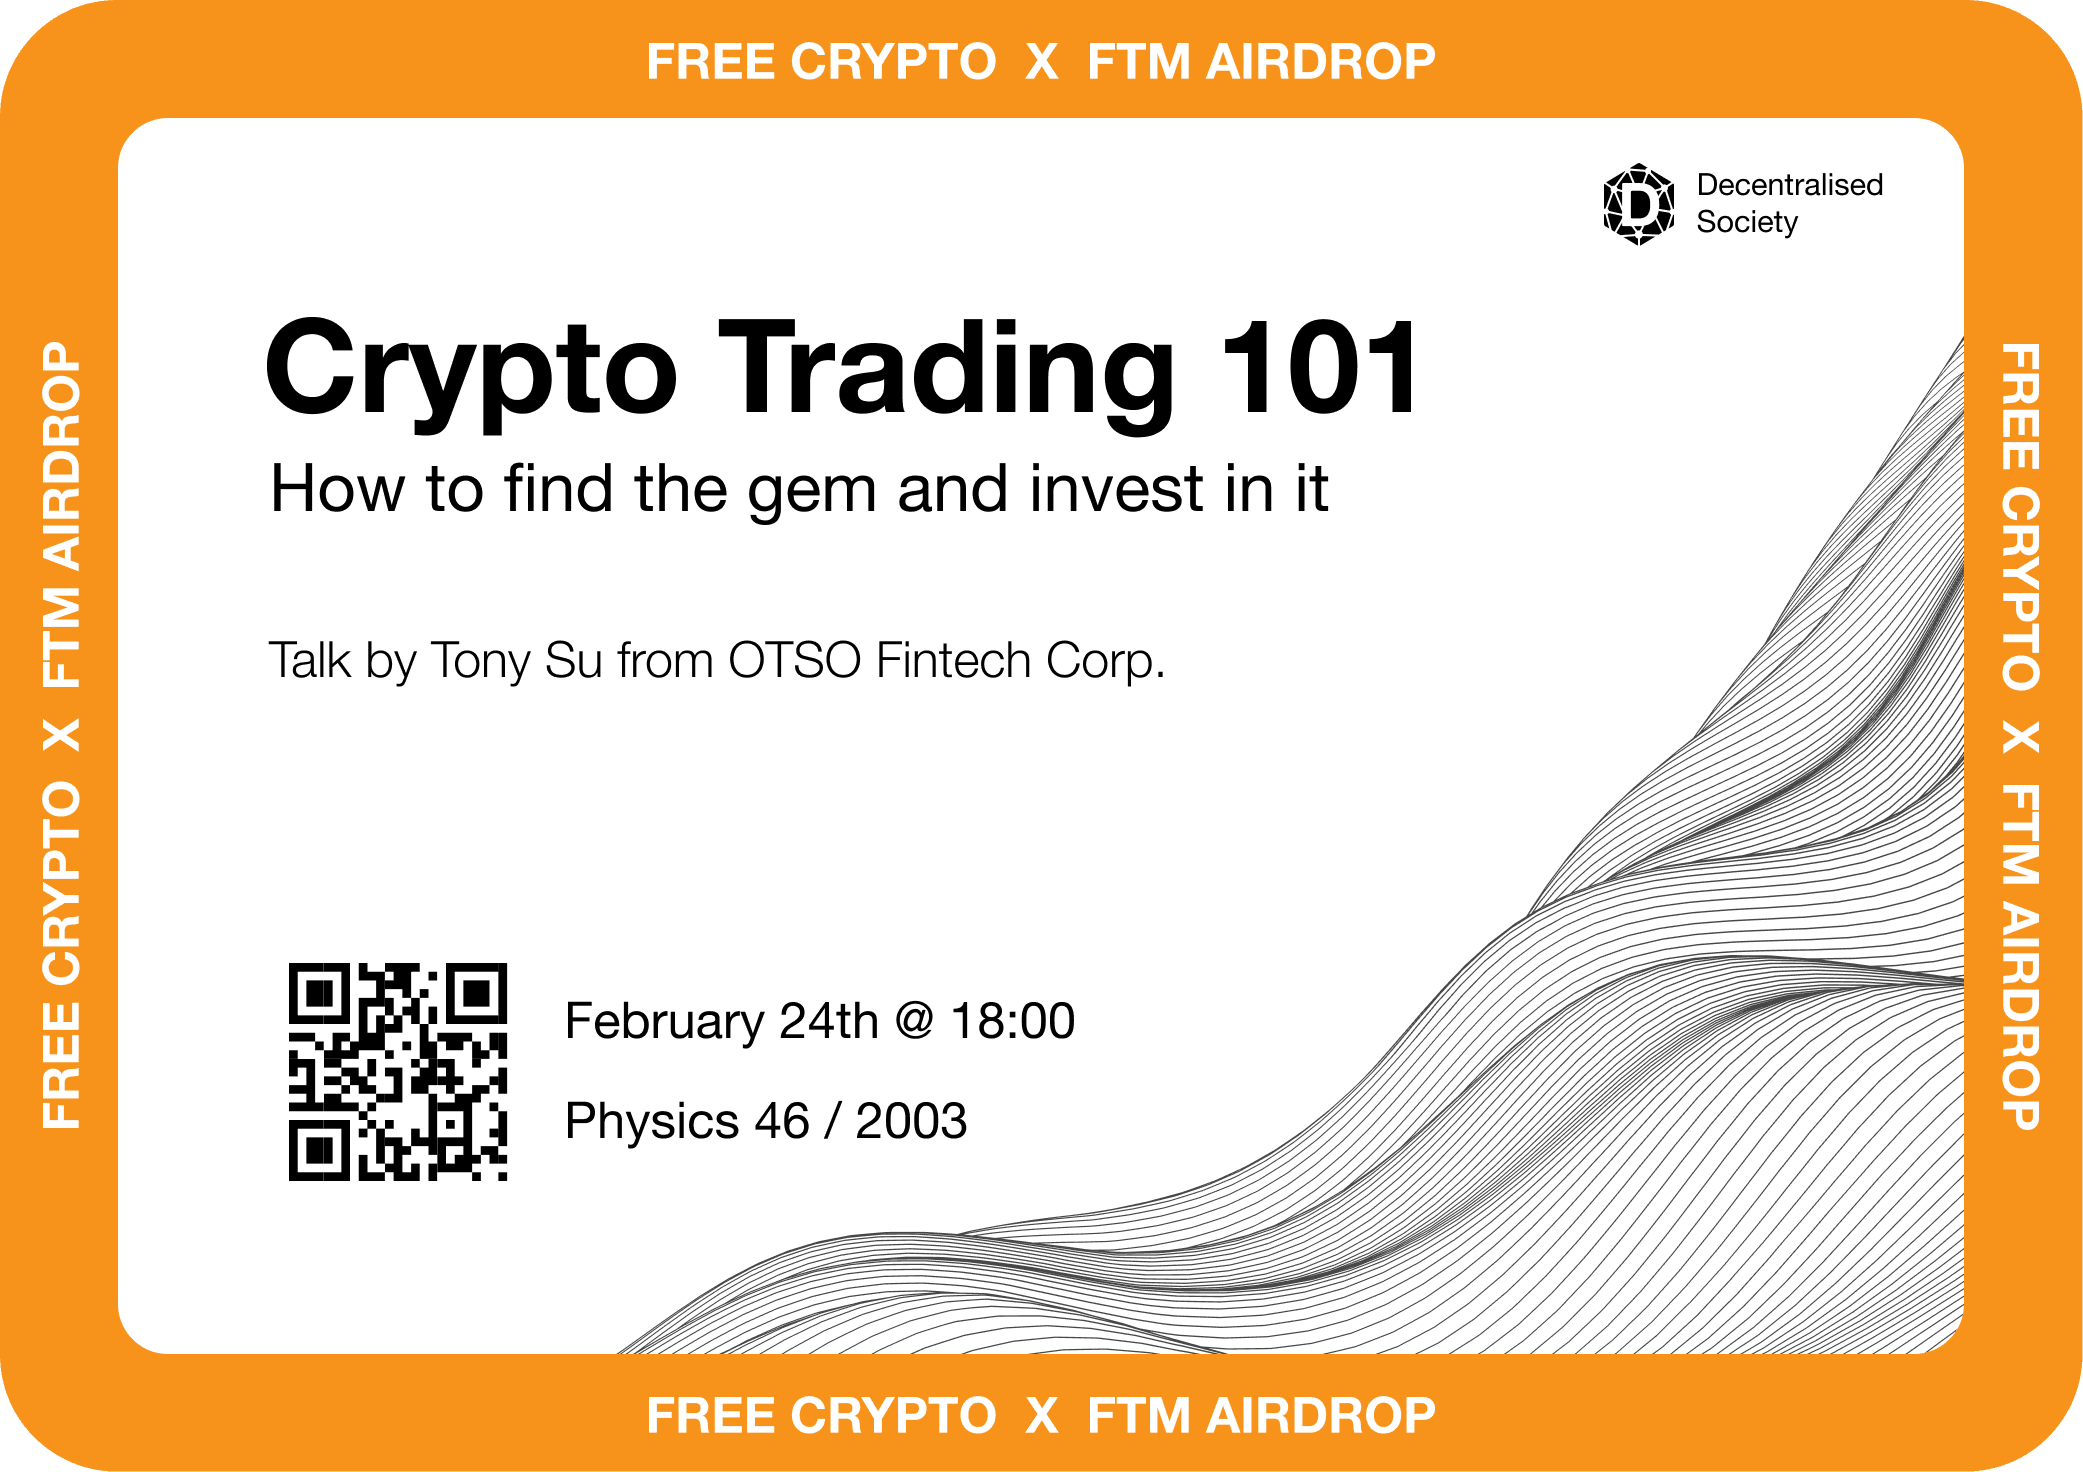 FREE CRYPTO X FTM AIRDROP
Decentralised
Society
Crypto Trading 101
How to find the gem and invest in it
Talk by Tony Su from OTSO Fintech Corp.
February 24th @ 18:00
Physics 46 / 2003
FREE CRYPTO X FTM AIRDROP
FREE CRYPTO X FTM AIRDROP
FREE CRYPTO X FTM AIRDROP